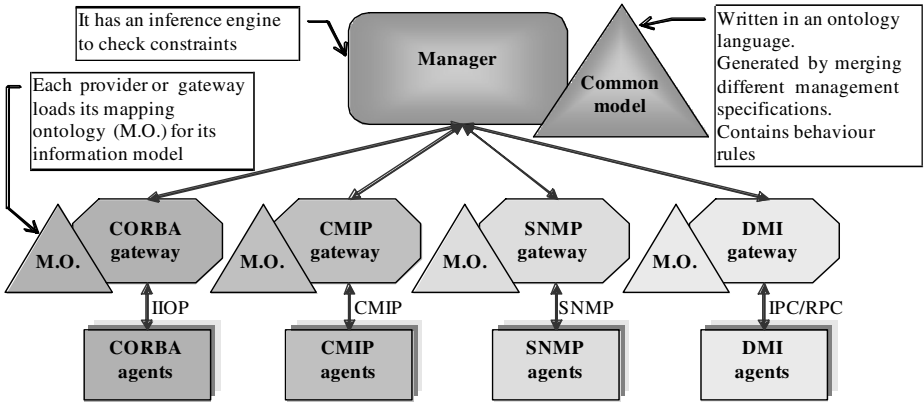 It has an inference engine
to check constraints
Manager
Common
model
Written in an ontology
language.
Generated by merging
different management
specifications.
Contains behaviour
rules
Each provider or gateway
loads its mapping
ontology (M.O.) for its
information model
CORBA
gateway
M.O.
CMIP
gateway
M.O.
SNMP
gateway
M.O.
DMI
gateway
M.O.
IIOP
CMIP
SNMP
IPC/RPC
CORBA
agents
CMIP
agents
SNMP
agents
DMI
agents